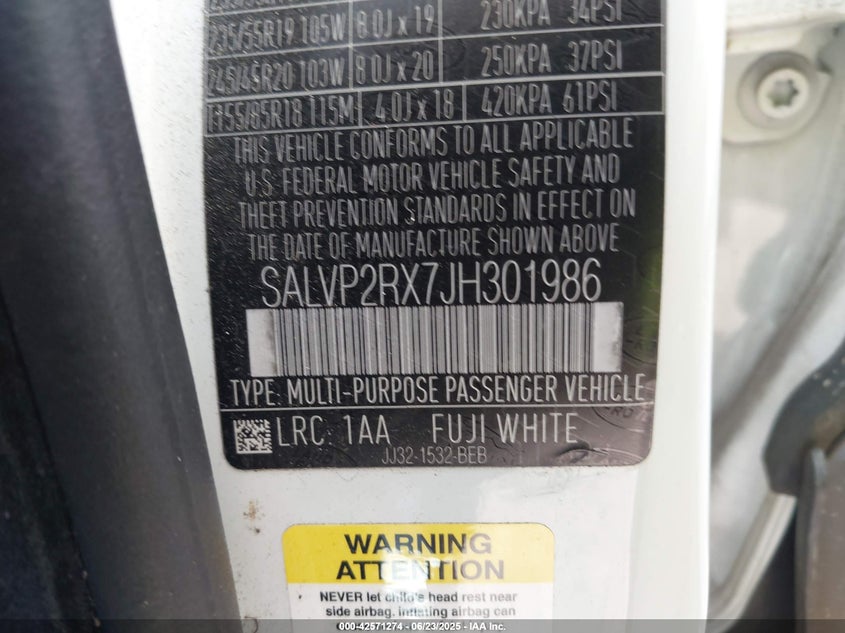 235/55R19 105W 8.0J x 19 230KPA 34PSI
245/45R20 103W 8.0J x 20 250KPA 37PSI
T155/85R18 115M 4.0J x 18 420KPA 61PSI
THIS VEHICLE CONFORMS TO ALL APPLICABLE
U.S. FEDERAL MOTOR VEHICLE SAFETY AND
THEFT PREVENTION STANDARDS IN EFFECT ON
THE DATE OF MANUFACTURE SHOWN ABOVE
SALVP2RX7JH301986
TYPE: MULTI-PURPOSE PASSENGER VEHICLE
LRC: 1AA FUJI WHITE
JJ32-1532-BEB
WARNING
ATTENTION
NEVER let child's head rest near
side airbag, inflating airbag can
000-42571274 - 06/23/2025 - IAA, Inc.